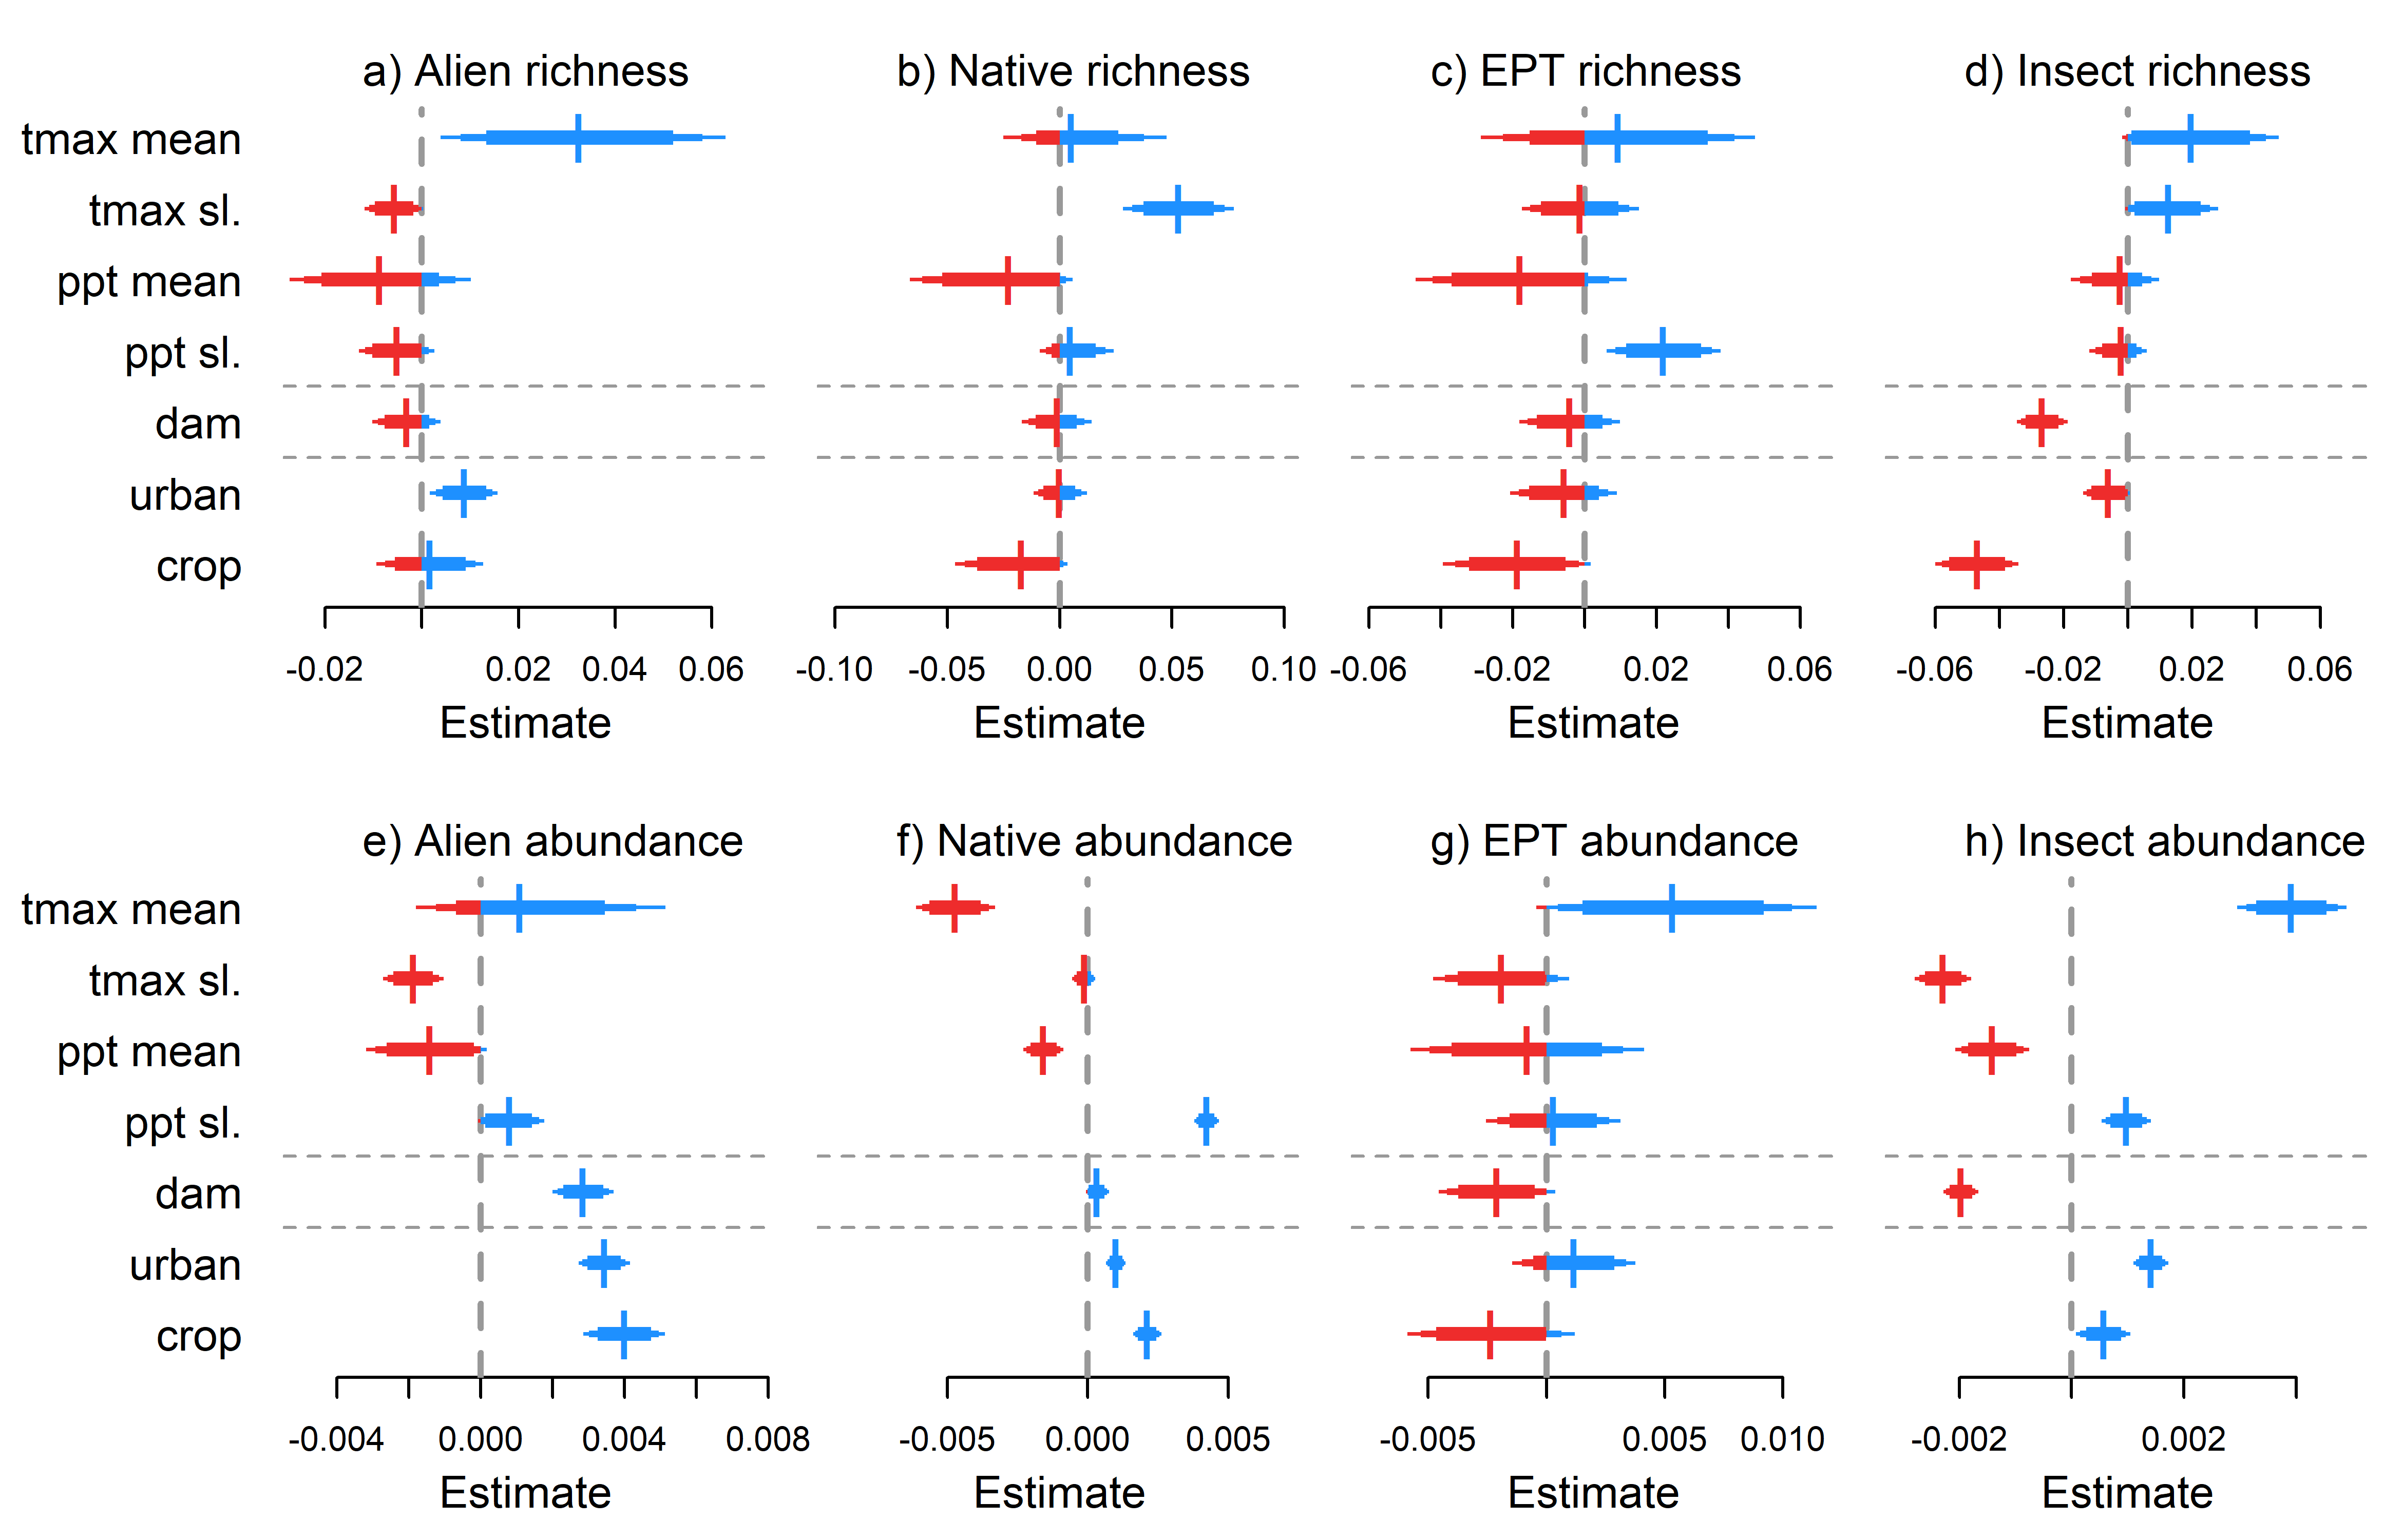 a) Alien richness b) Native richness c) EPT richness d) Insect richness
tmax mean
tmax sl.
ppt mean
ppt sl.
dam
urban
crop
-0.02 0.02 0.04 0.06 -0.10 -0.05 0.00 0.05 0.10 -0.06 -0.02 0.02 0.06 -0.06 -0.02 0.02 0.06
Estimate Estimate Estimate Estimate
e) Alien abundance f) Native abundance g) EPT abundance h) Insect abundance
tmax mean
tmax sl.
ppt mean
ppt sl.
dam
urban
crop
-0.004 0.000 0.004 0.008 -0.005 0.000 0.005 -0.005 0.005 0.010 -0.002 0.002
Estimate Estimate Estimate Estimate